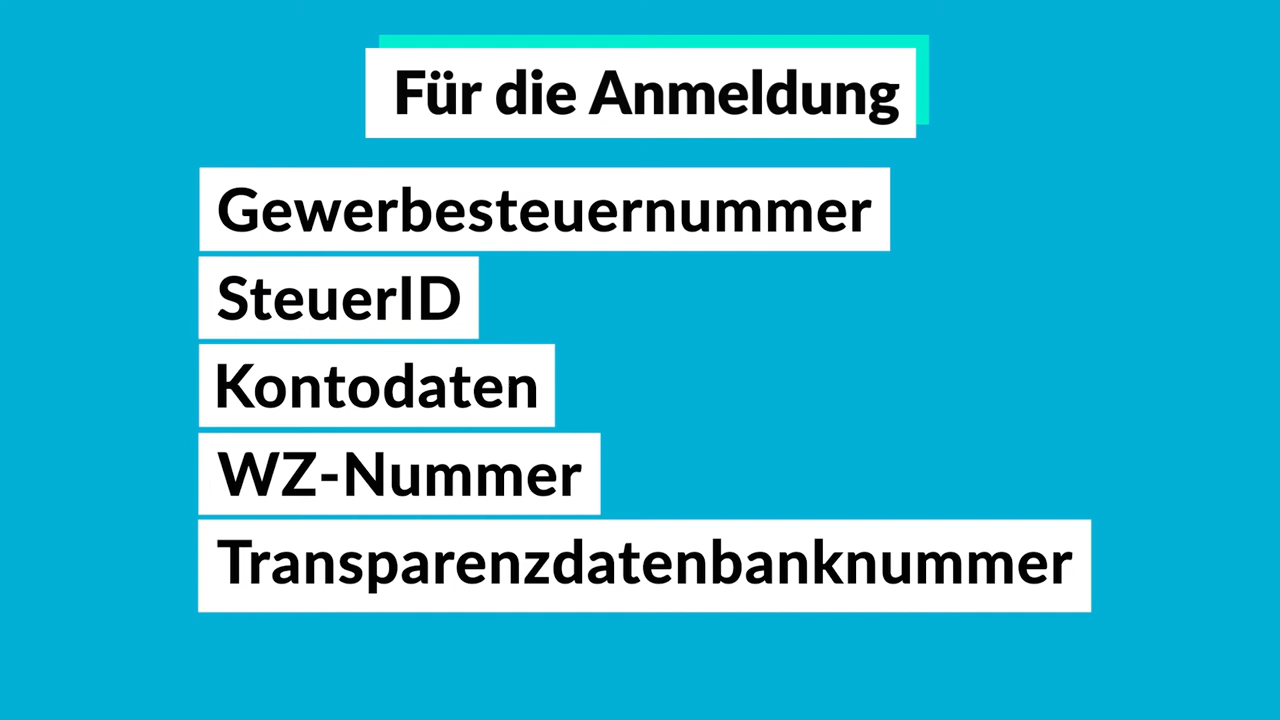 Für die Anmeldung
Gewerbesteuernummer
SteuerID
Kontodaten
WZ-Nummer
Transparenzdatenbanknummer